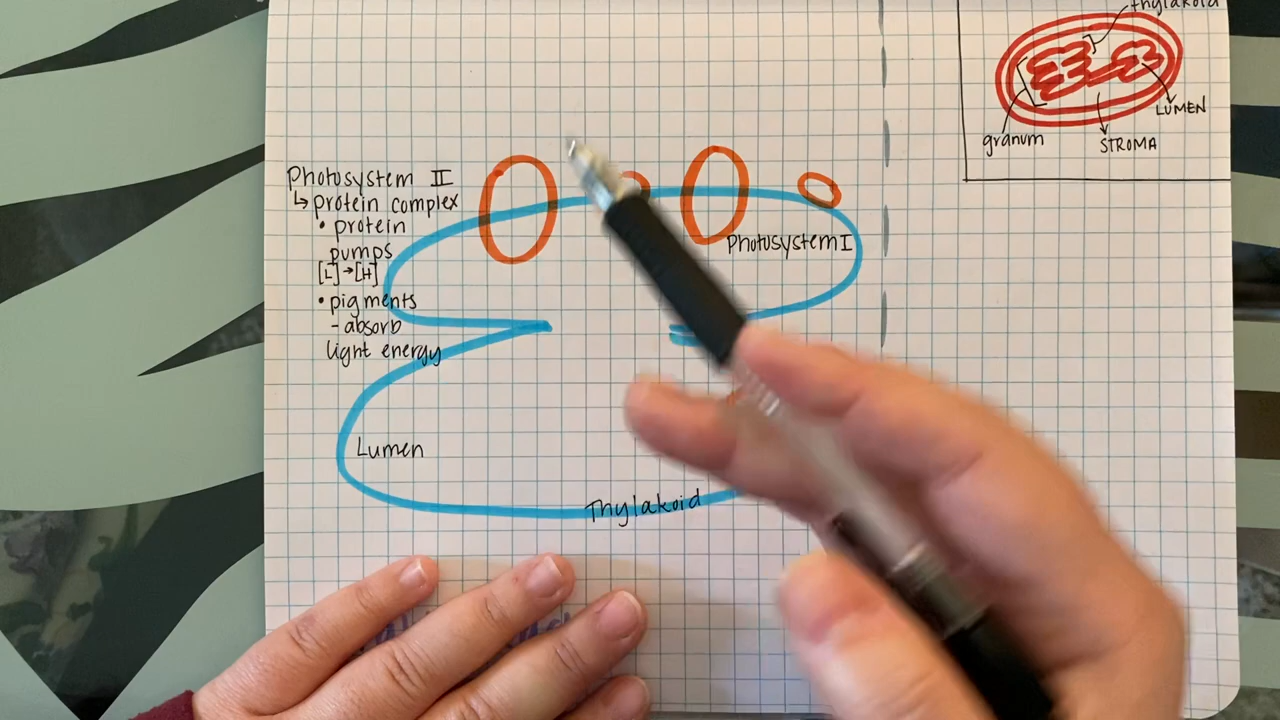 thylakoid
granum
LUMEN
STROMA
Photosystem II
↳ protein complex
• protein
pumps
[L]→[H]
• pigments
- absorb
light energy
Photosystem I
Lumen
Thylakoid